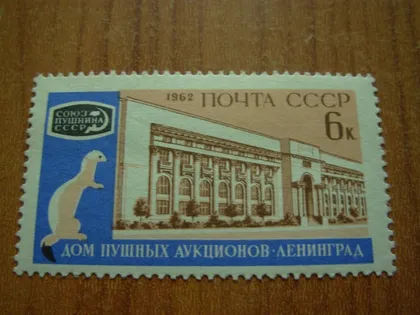 1962 ПОЧТА СССР
6к.
СОЮЗ
ПУШНИНА
СССР
ДОМ ПУШНЫХ АУКЦИОНОВ·ЛЕНИНГРАД